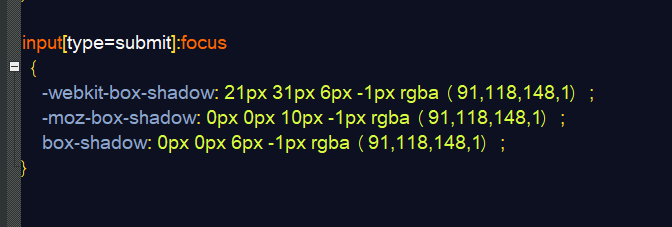 input[type=submit]:focus
{
-webkit-box-shadow: 21px 31px 6px -1px rgba（91,118,148,1）;
-moz-box-shadow: 0px 0px 10px -1px rgba（91,118,148,1）;
box-shadow: 0px 0px 6px -1px rgba（91,118,148,1）;
}